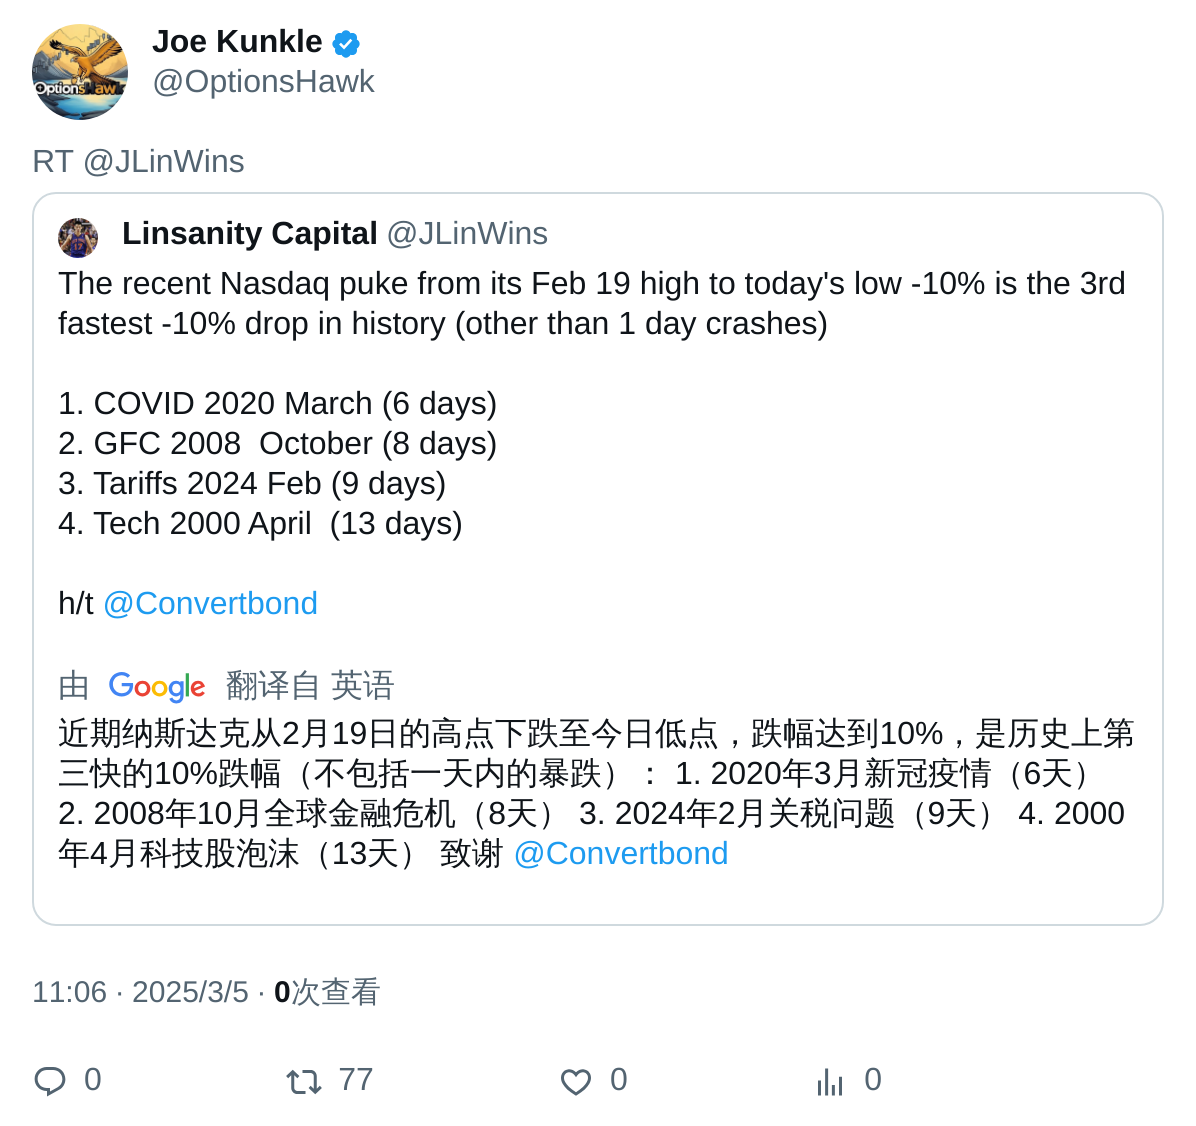 OptionsHawk
Joe Kunkle
@OptionsHawk
RT @JLinWins
Linsanity Capital @JLinWins
The recent Nasdaq puke from its Feb 19 high to today's low -10% is the 3rd
fastest -10% drop in history (other than 1 day crashes)
1. COVID 2020 March (6 days)
2. GFC 2008  October (8 days)
3. Tariffs 2024 Feb (9 days)
4. Tech 2000 April  (13 days)
h/t @Convertbond
由 Google 翻译自 英语
近期纳斯达克从2月19日的高点下跌至今日低点，跌幅达到10%，是历史上第
三快的10%跌幅（不包括一天内的暴跌）： 1. 2020年3月新冠疫情（6天）
2. 2008年10月全球金融危机（8天） 3. 2024年2月关税问题（9天） 4. 2000
年4月科技股泡沫（13天） 致谢 @Convertbond
11:06 · 2025/3/5 · 0次查看
0 77 0 0